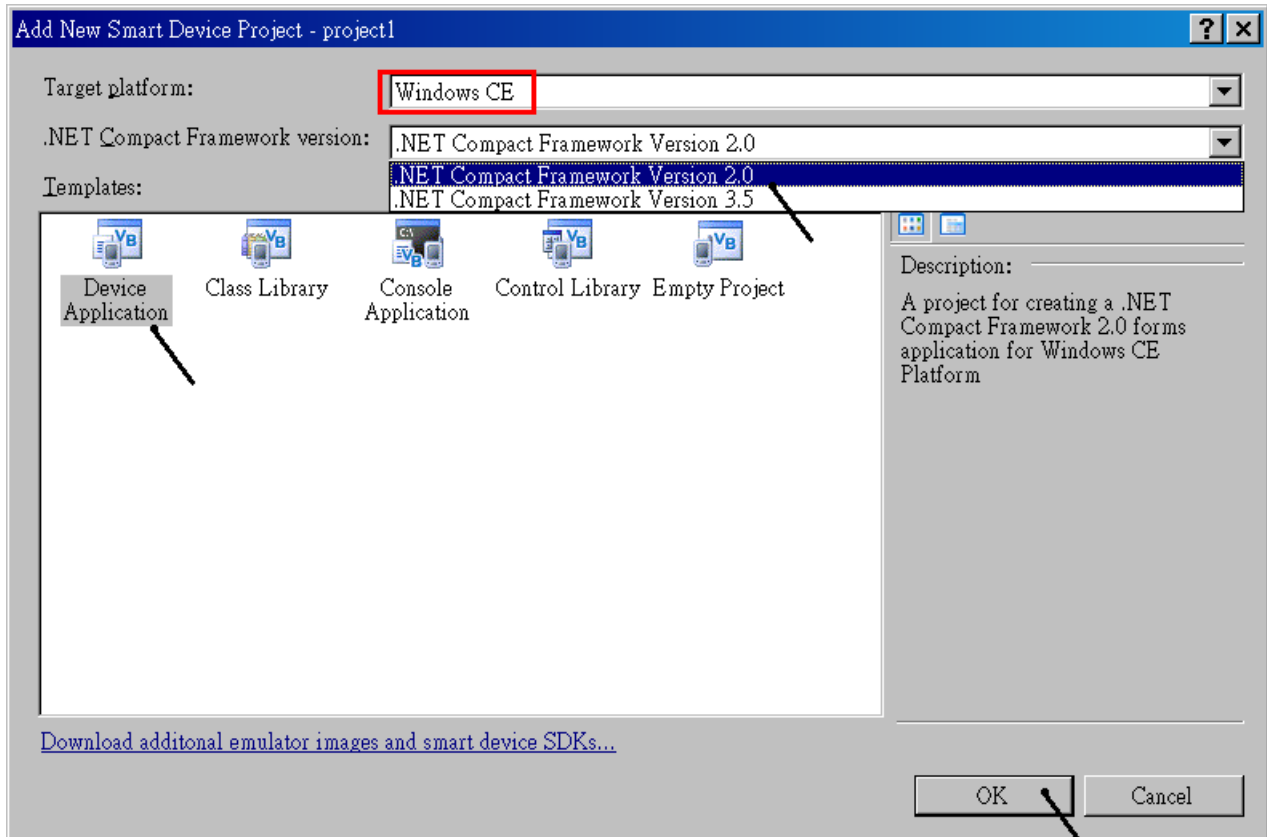 Add New Smart Device Project - project1
Target platform:
Windows CE
.NET Compact Framework version:
.NET Compact Framework Version 2.0
.NET Compact Framework Version 2.0
.NET Compact Framework Version 3.5
Templates:
Device
Application
Class Library
Console
Application
Control Library
Empty Project
Description:
A project for creating a .NET
Compact Framework 2.0 forms
application for Windows CE
Platform
Download additonal emulator images and smart device SDKs...
OK
Cancel